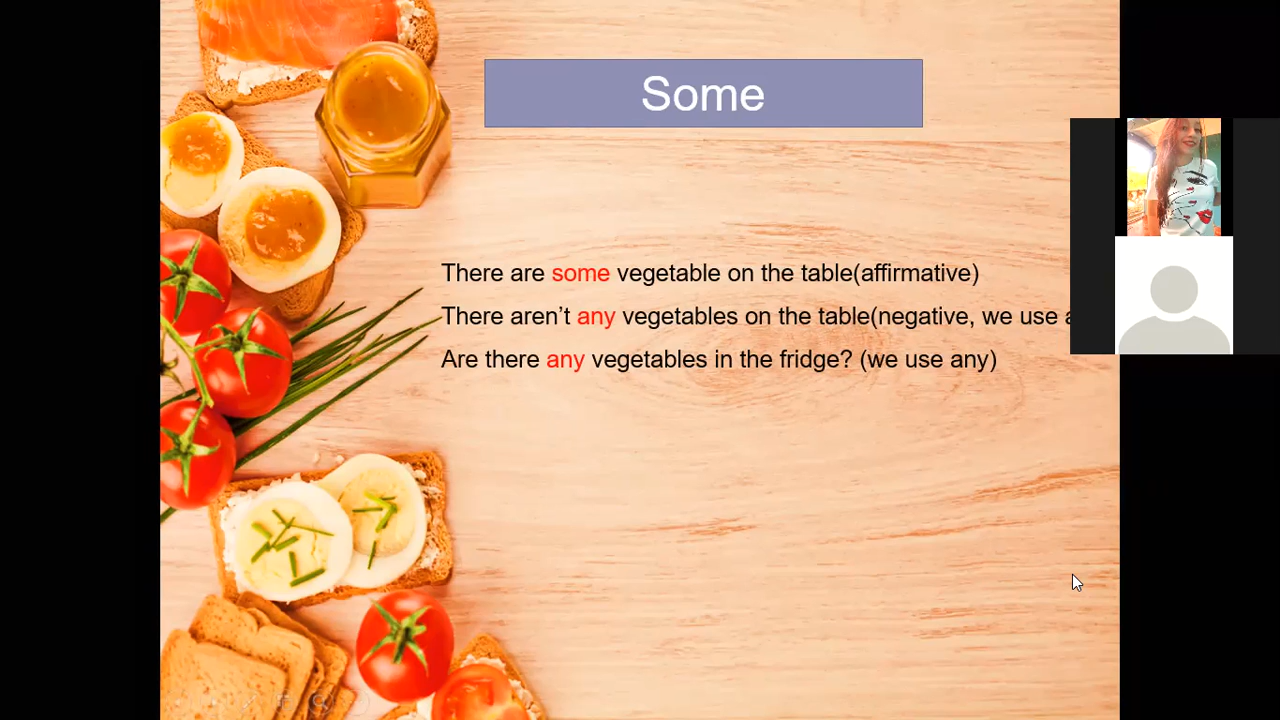 Some
There are some vegetable on the table(affirmative)
There aren’t any vegetables on the table(negative, we use
Are there any vegetables in the fridge? (we use any)